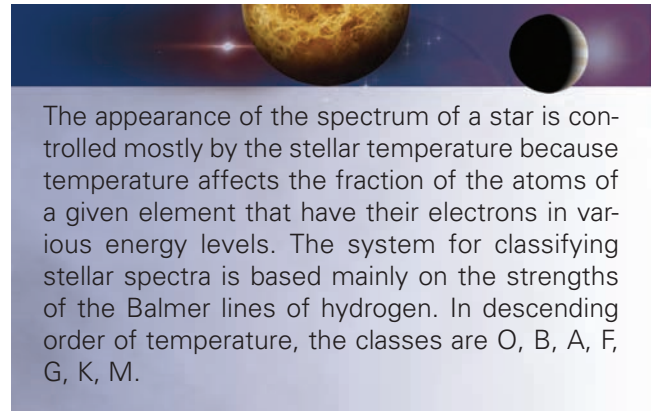 The appearance of the spectrum of a star is con-
trolled mostly by the stellar temperature because
temperature affects the fraction of the atoms of
a given element that have their electrons in var-
ious energy levels. The system for classifying
stellar spectra is based mainly on the strengths
of the Balmer lines of hydrogen. In descending
order of temperature, the classes are O, B, A, F,
G, K, M.